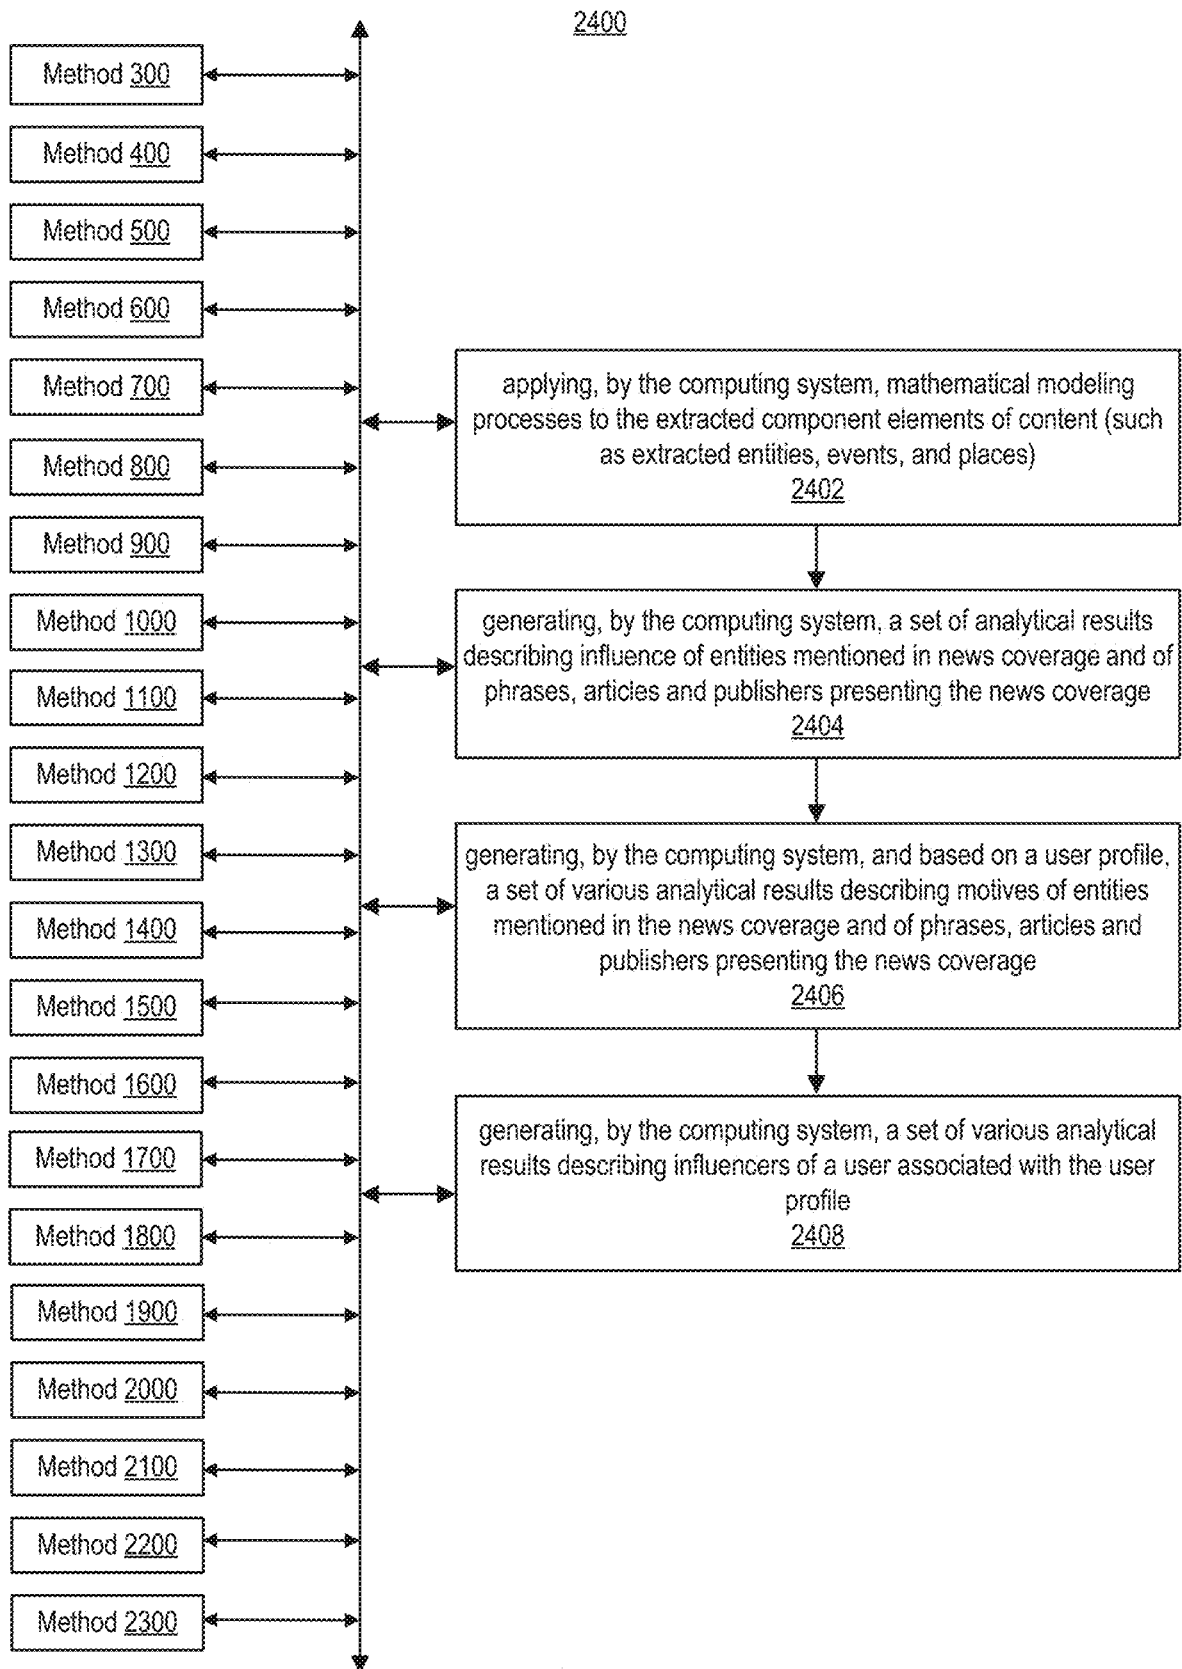 2400
Method 300
Method 400
Method 500
Method 600
Method 700
Method 800
Method 900
Method 1000
Method 1100
Method 1200
Method 1300
Method 1400
Method 1500
Method 1600
Method 1700
Method 1800
Method 1900
Method 2000
Method 2100
Method 2200
Method 2300
applying, by the computing system, mathematical modeling
processes to the extracted component elements of content (such
as extracted entities, events, and places)
2402
generating, by the computing system, a set of analytical results
describing influence of entities mentioned in news coverage and of
phrases, articles and publishers presenting the news coverage
2404
generating, by the computing system, and based on a user profile,
a set of various analytical results describing motives of entities
mentioned in the news coverage and of phrases, articles and
publishers presenting the news coverage
2406
generating, by the computing system, a set of various analytical
results describing influencers of a user associated with the user
profile
2408